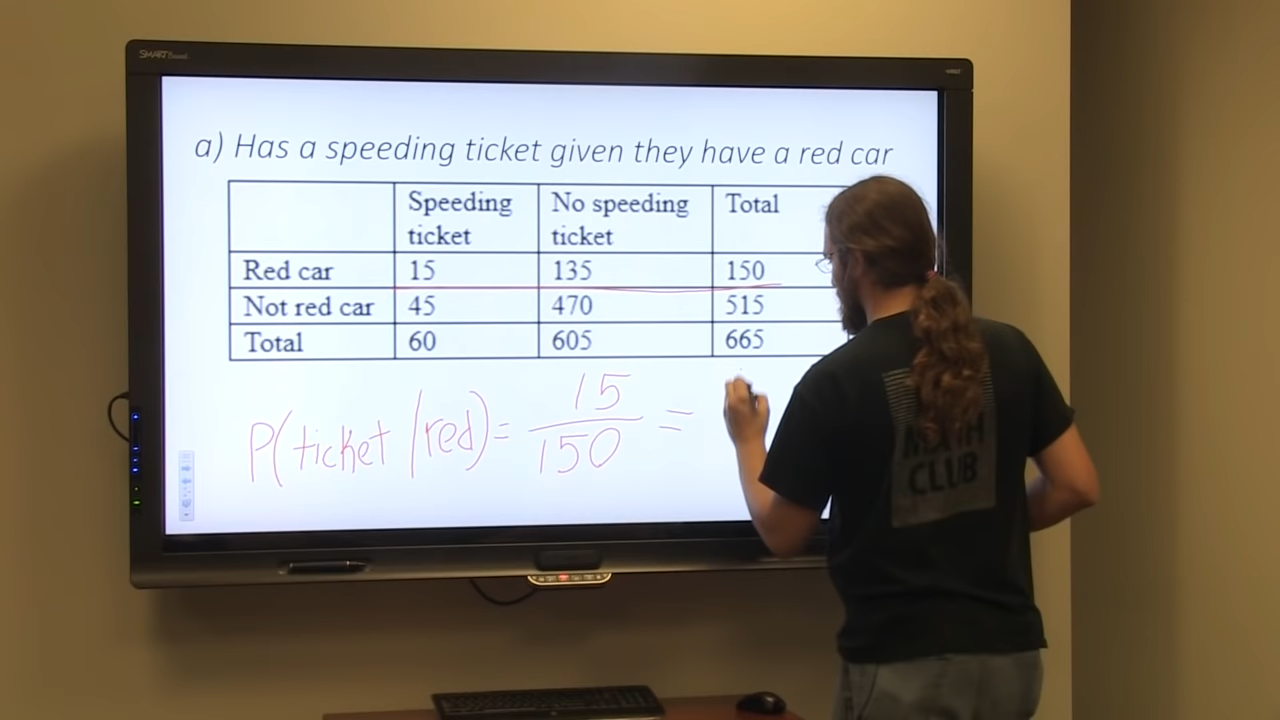 SMART Board
a) Has a speeding ticket given they have a red car
Speeding ticket No speeding ticket Total
Red car 15 135 150
Not red car 45 470 515
Total 60 605 665
P(ticket/red) = 15/150 =
MATH
CLUB